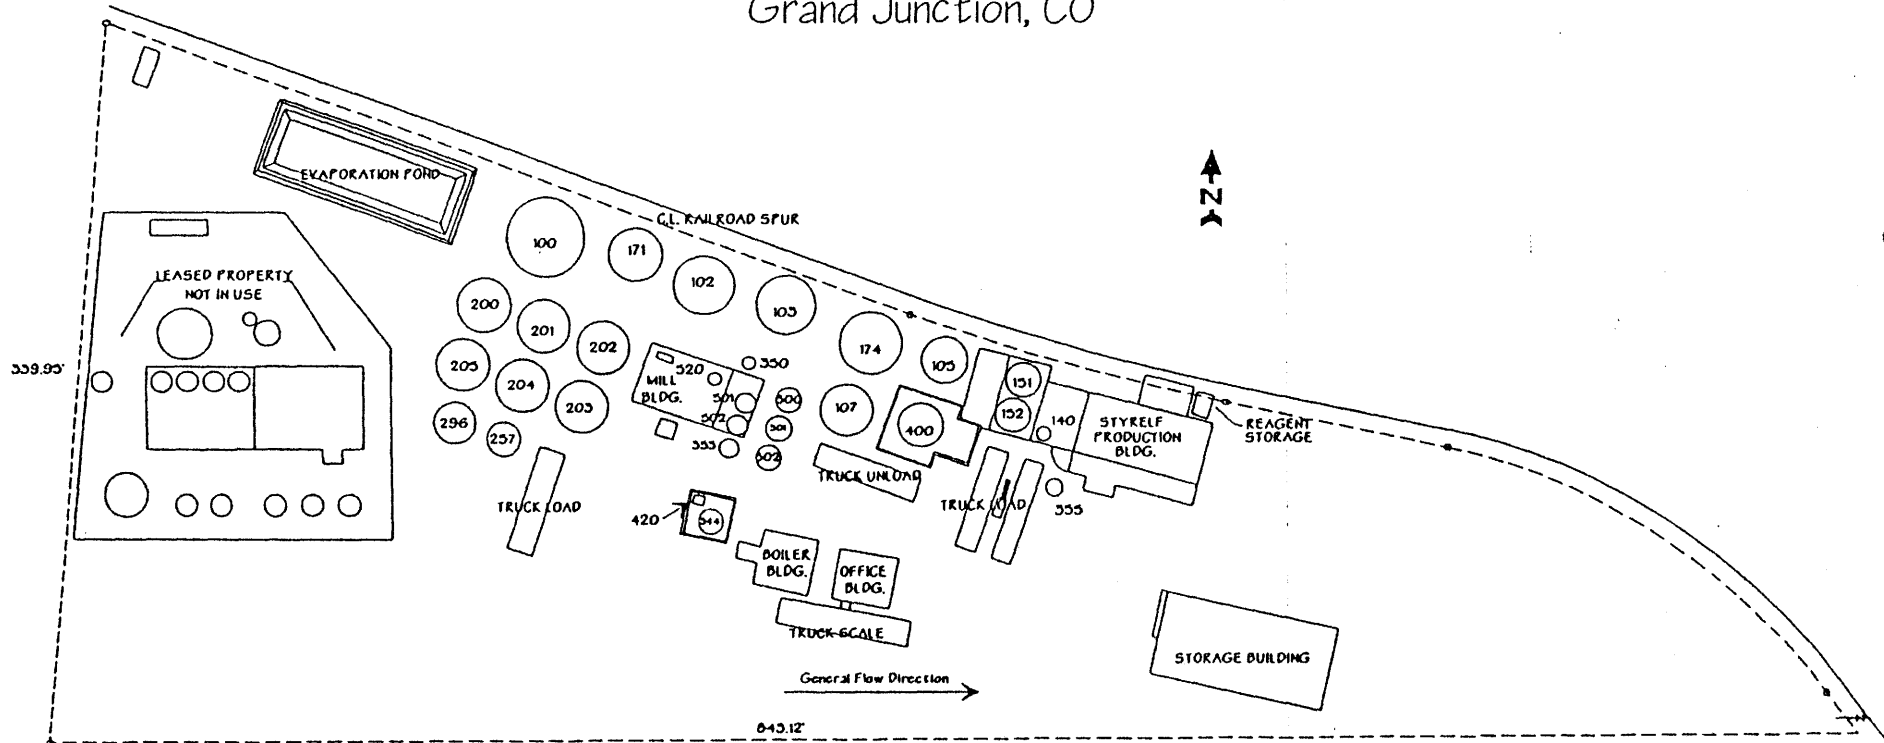 Grand Junction, CO
N
EVAPORATION POND
C.L. RAILROAD SPUR
100
171
102
103
LEASED PROPERTY
NOT IN USE
200
201
202
174
105
339.93'
205
204
203
520
350
MILL
BLDG.
501
502
500
501
502
107
400
151
152
140
STYRELF
PRODUCTION
BLDG.
REAGENT
STORAGE
296
257
353
TRUCK UNLOAD
TRUCK LOAD
TRUCK LOAD
355
420
544
BOILER
BLDG.
OFFICE
BLDG.
TRUCK SCALE
STORAGE BUILDING
General Flow Direction
843.12'